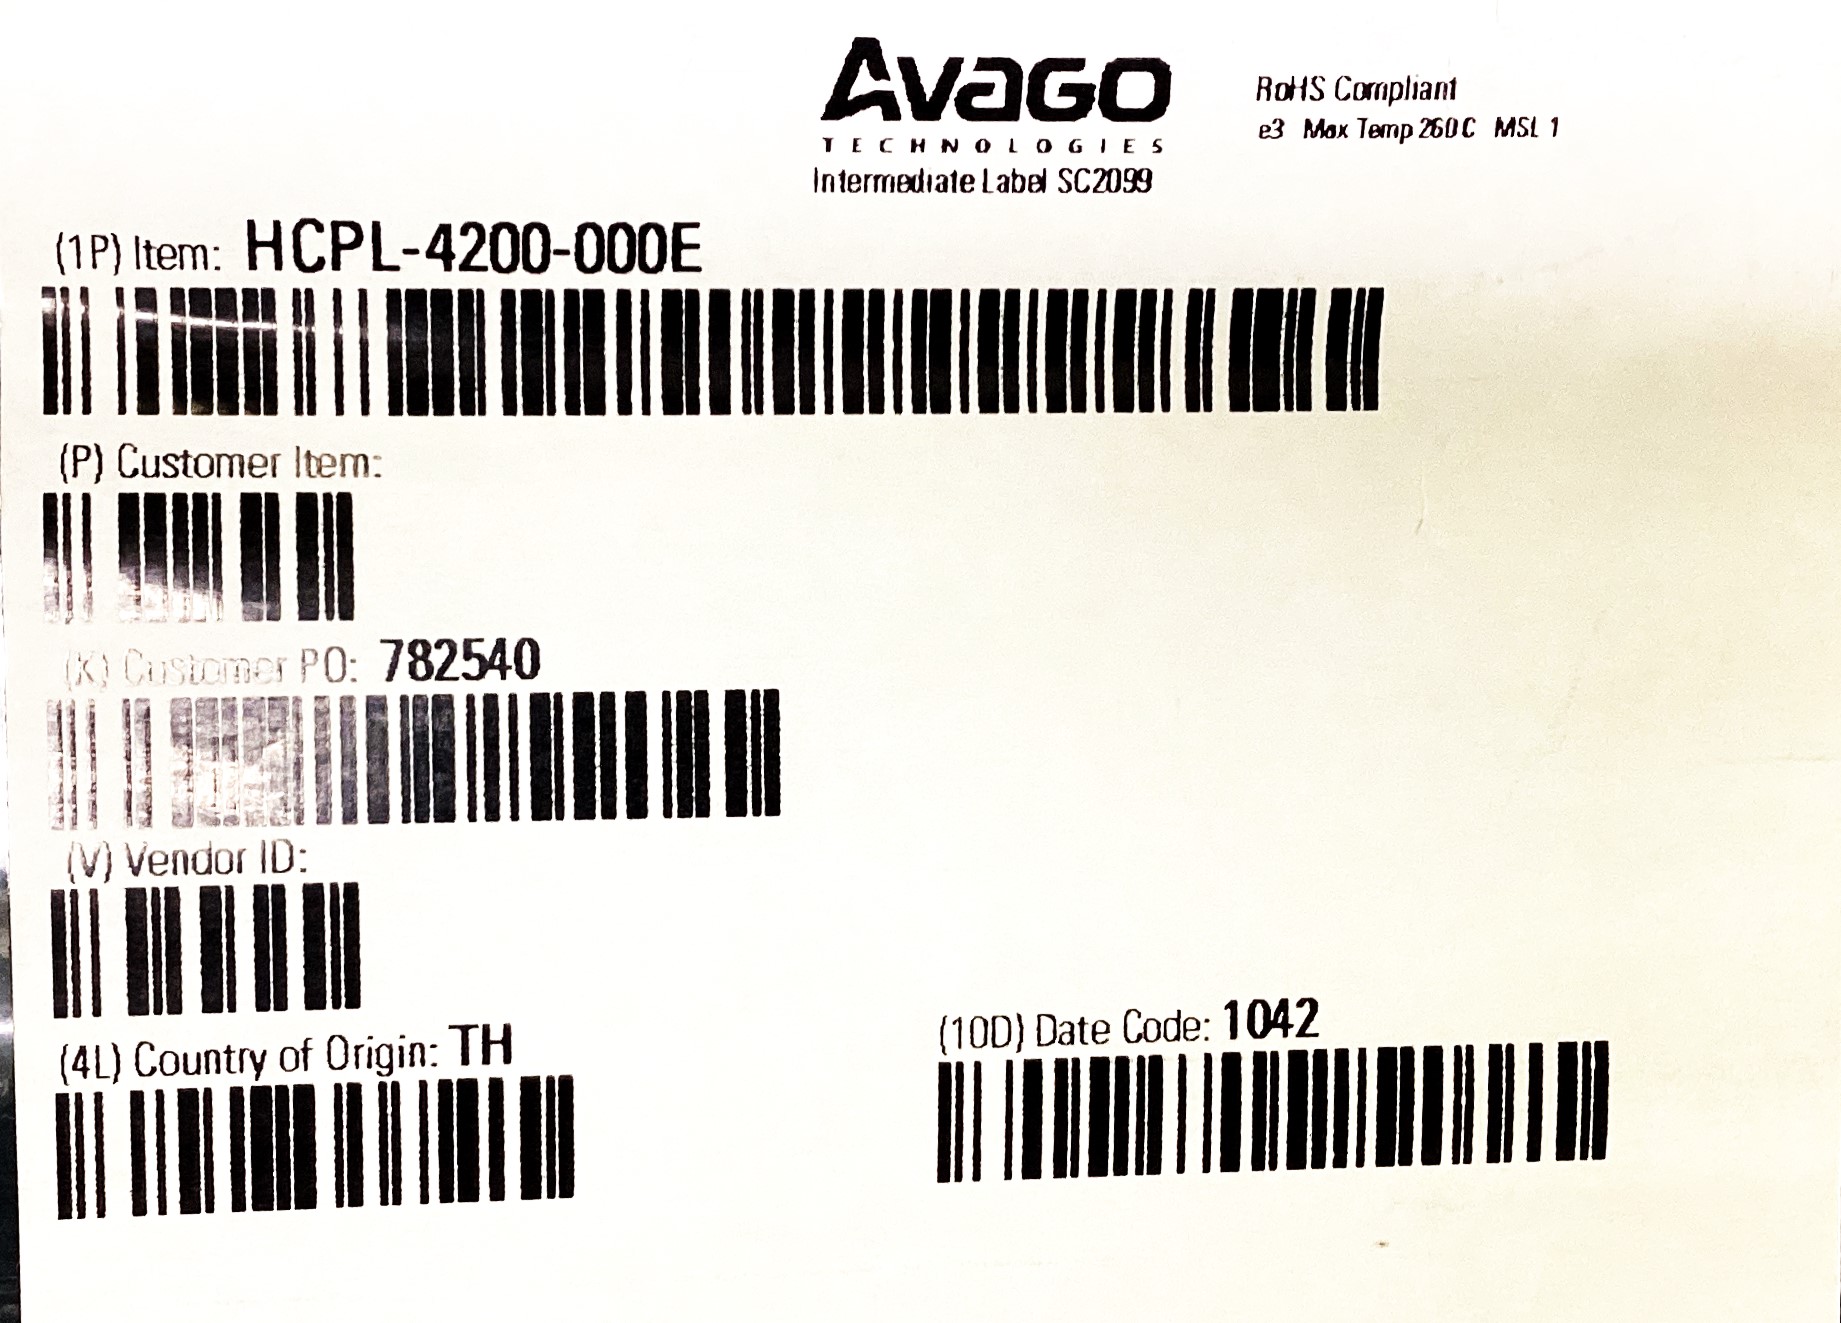 AVAGO
TECHNOLOGIES
Intermediate Label SC2099
RoHS Compliant
e3 Max Temp 260C MSL 1
(1P) Item: HCPL-4200-000E
(P) Customer Item:
(K) Customer PO: 782540
(V) Vendor ID:
(4L) Country of Origin: TH
(10D) Date Code: 1042